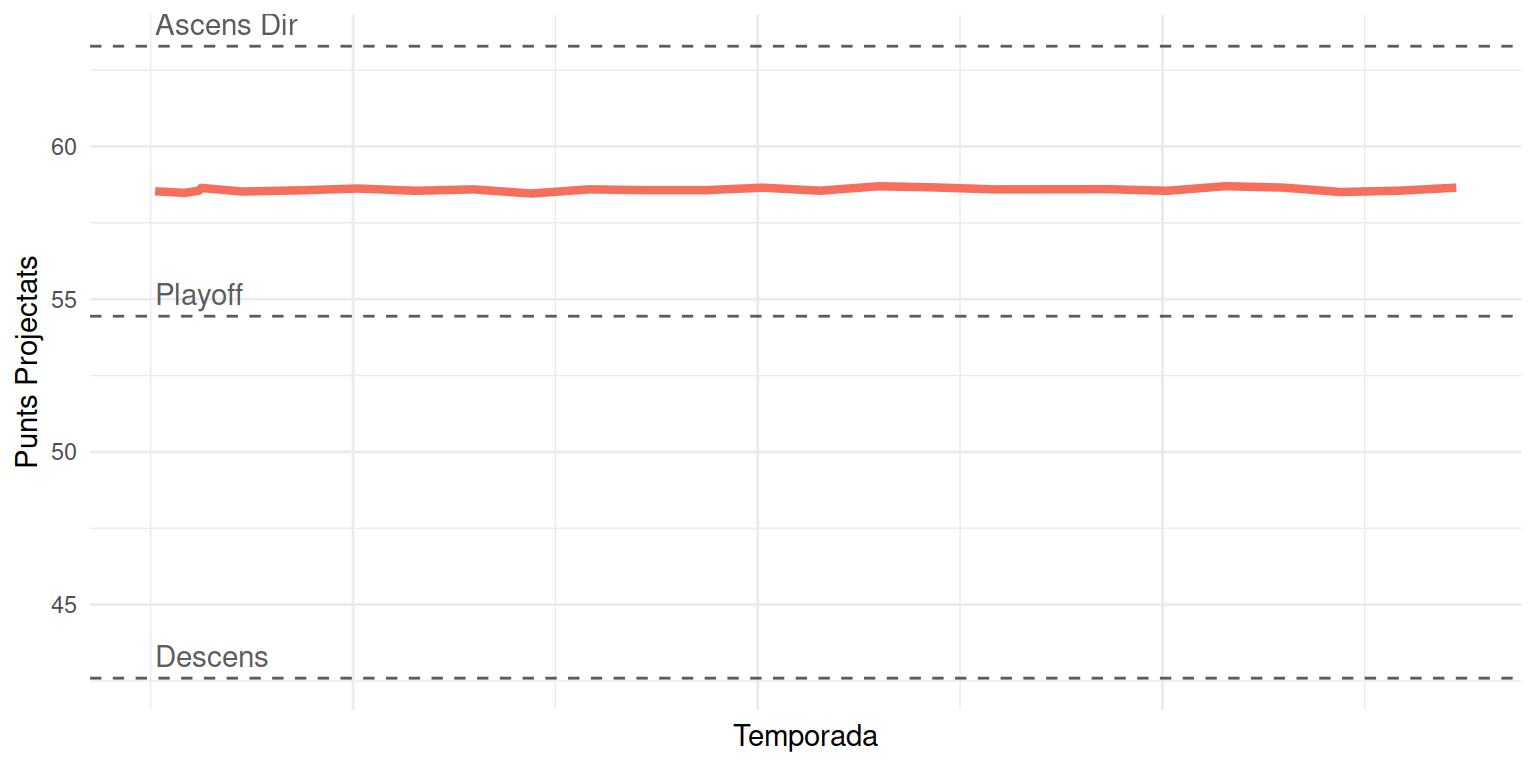 Ascens Dir
60
Playoff
55
50
45
Descens
Punts Projectats
Temporada